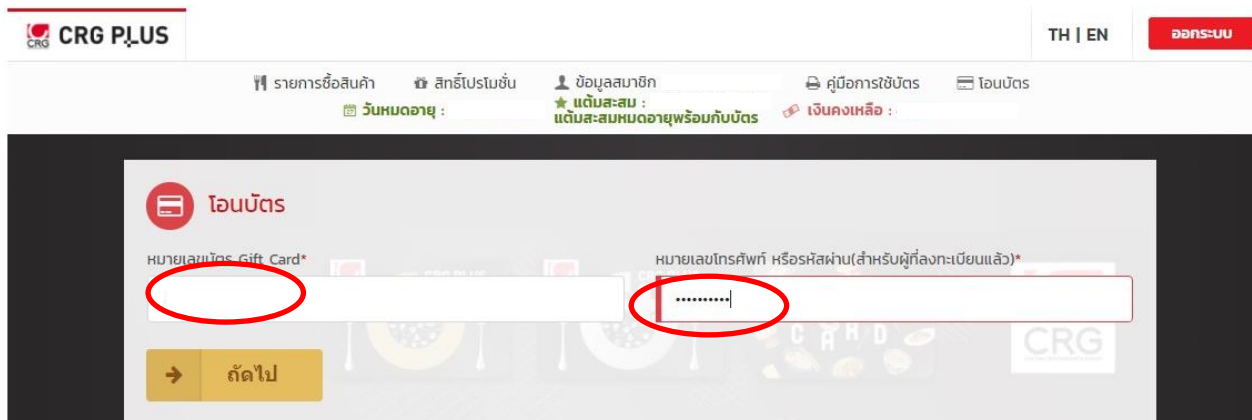 CRG CRG PLUS
TH | EN
ออกระบบ
รายการซื้อสินค้า
สิทธิ์โปรโมชั่น
ข้อมูลสมาชิก
คู่มือการใช้บัตร
โอนบัตร
วันหมดอายุ :
แต้มสะสม :
แต้มสะสมหมดอายุพร้อมกับบัตร
เงินคงเหลือ :
โอนบัตร
หมายเลขบัตร Gift Card*
หมายเลขโทรศัพท์ หรือรหัสผ่าน(สำหรับผู้ที่ลงทะเบียนแล้ว)*
••••••••••
ถัดไป
CARD
CRG